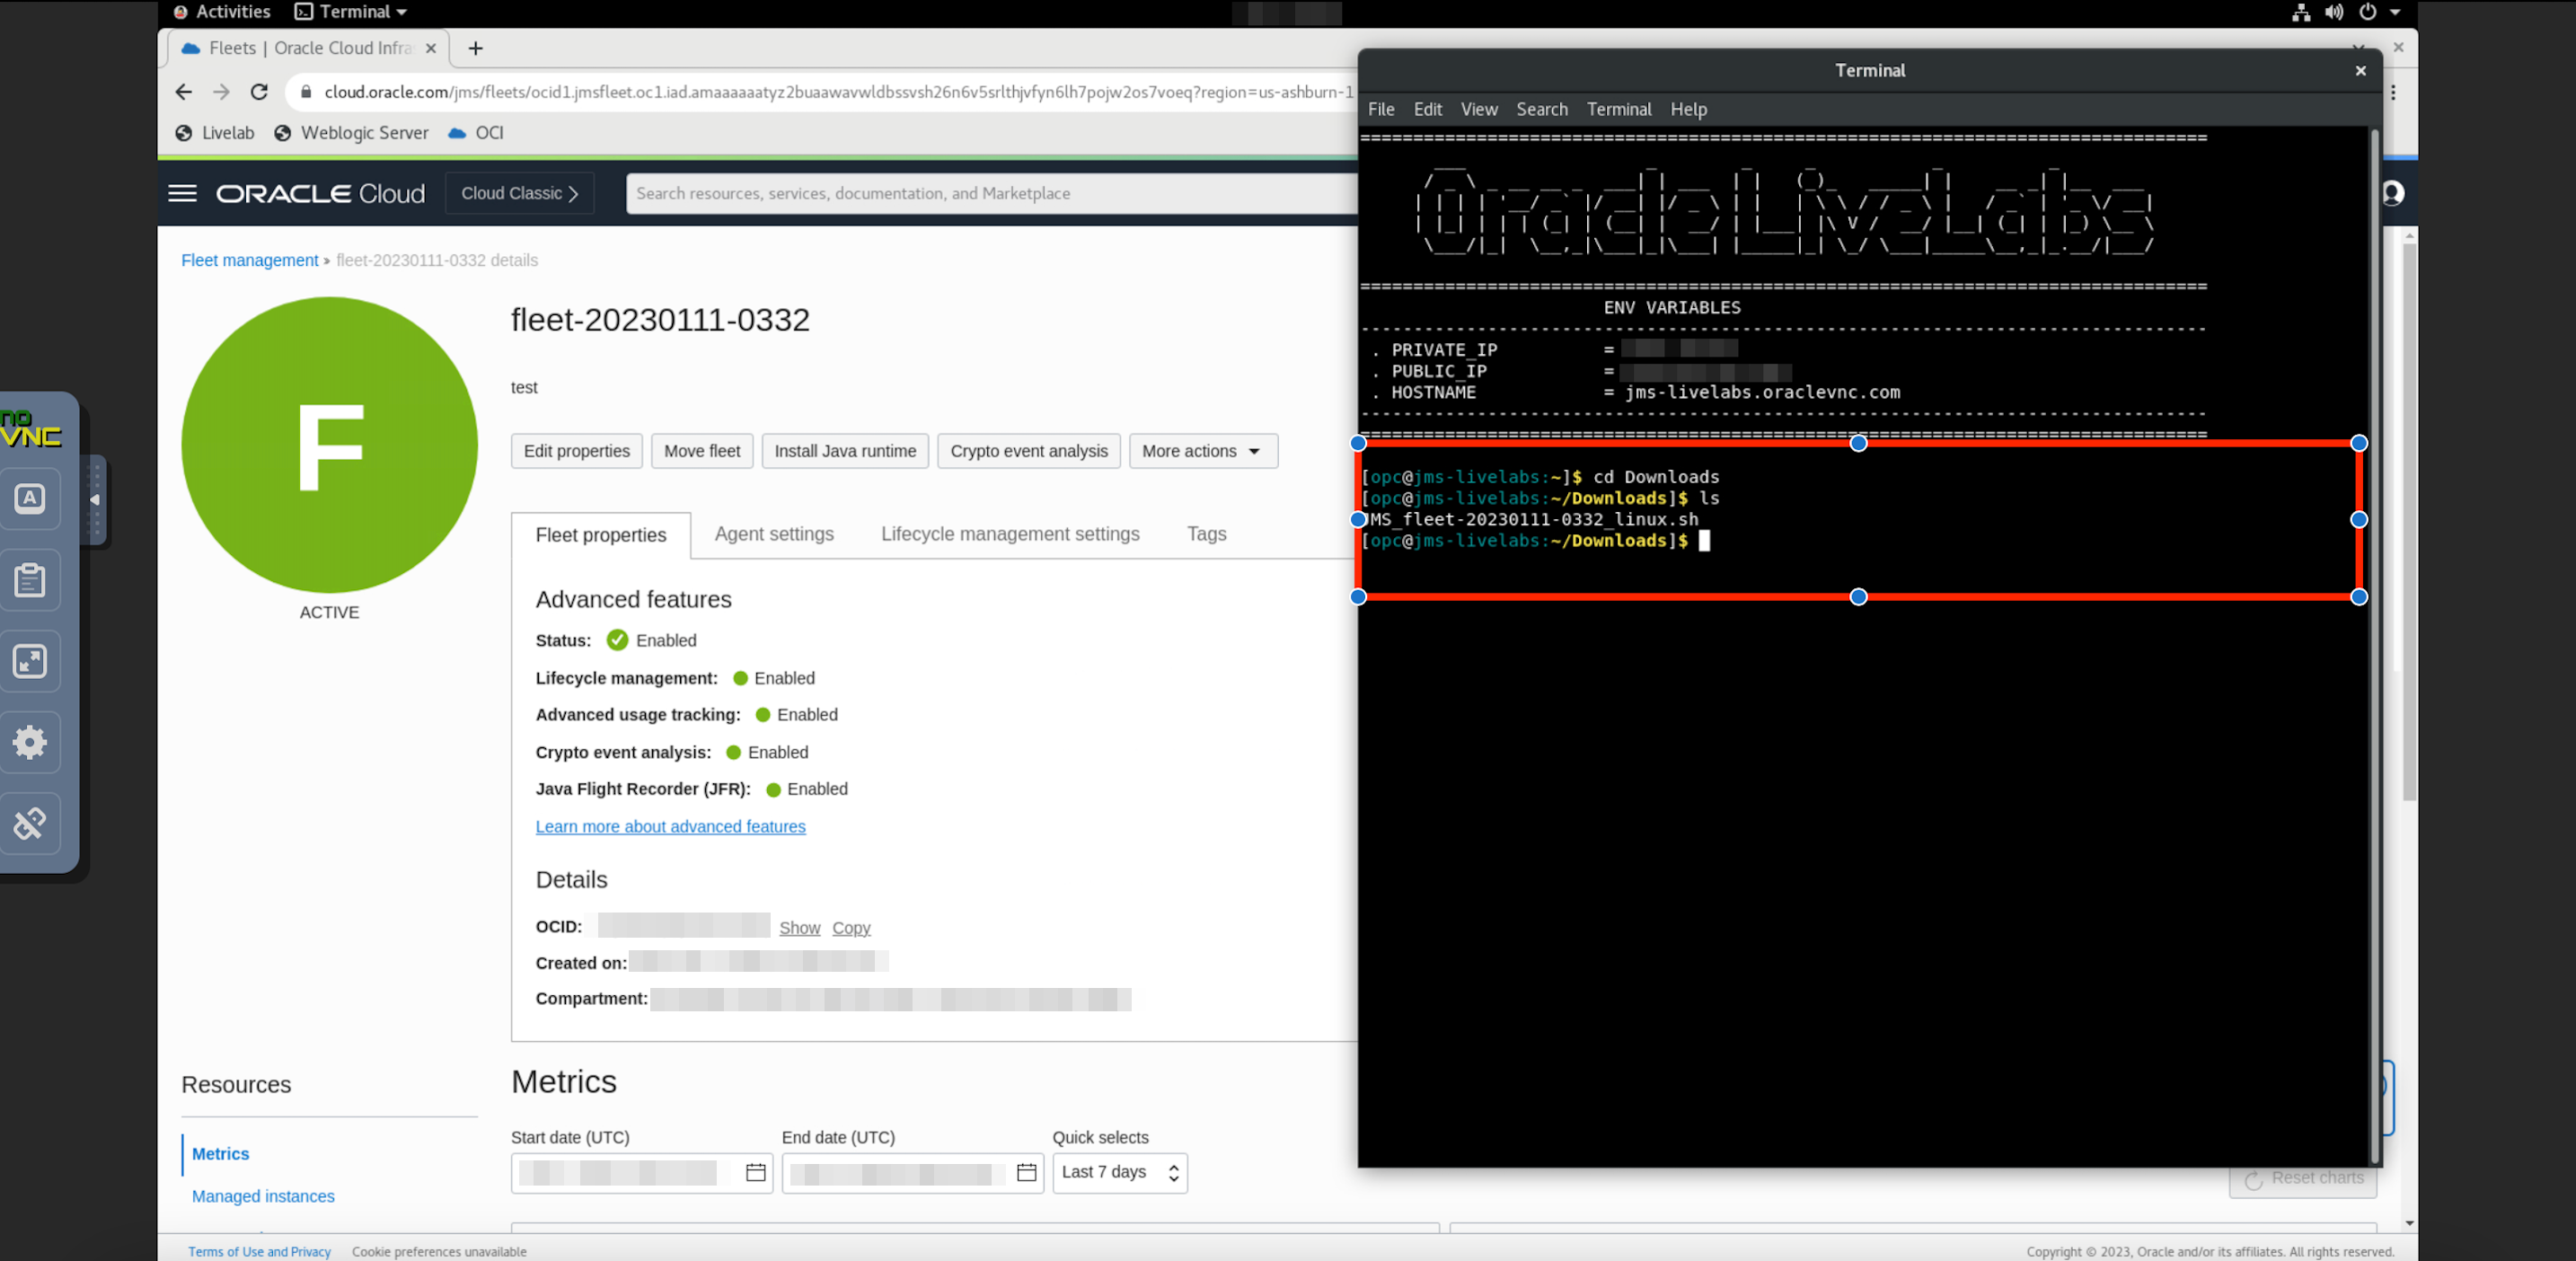 Activities
Terminal
Fleets | Oracle Cloud Infra
cloud.oracle.com/jms/fleets/ocid1.jmsfleet.oc1.iad.amaaaaaatyz2buaawavwldbssvsh26n6v5srlthjvfyn6lh7pojw2os7voeq?region=us-ashburn-1
Livelab
Weblogic Server
OCI
ORACLE Cloud
Cloud Classic
Search resources, services, documentation, and Marketplace
Fleet management » fleet-20230111-0332 details
F
ACTIVE
fleet-20230111-0332
test
Edit properties
Move fleet
Install Java runtime
Crypto event analysis
More actions
Fleet properties
Agent settings
Lifecycle management settings
Tags
Advanced features
Status: Enabled
Lifecycle management: Enabled
Advanced usage tracking: Enabled
Crypto event analysis: Enabled
Java Flight Recorder (JFR): Enabled
Learn more about advanced features
Details
OCID: Show Copy
Created on:
Compartment:
Resources
Metrics
Managed instances
Metrics
Start date (UTC)
End date (UTC)
Quick selects
Last 7 days
Reset charts
Terms of Use and Privacy
Cookie preferences unavailable
Copyright © 2023, Oracle and/or its affiliates. All rights reserved.
no
VNC
A
Terminal
File Edit View Search Terminal Help
Oracle LiveLabs
ENV VARIABLES
. PRIVATE_IP =
. PUBLIC_IP =
. HOSTNAME = jms-livelabs.oraclevnc.com
[opc@jms-livelabs:~]$ cd Downloads
[opc@jms-livelabs:~/Downloads]$ ls
JMS_fleet-20230111-0332_linux.sh
[opc@jms-livelabs:~/Downloads]$